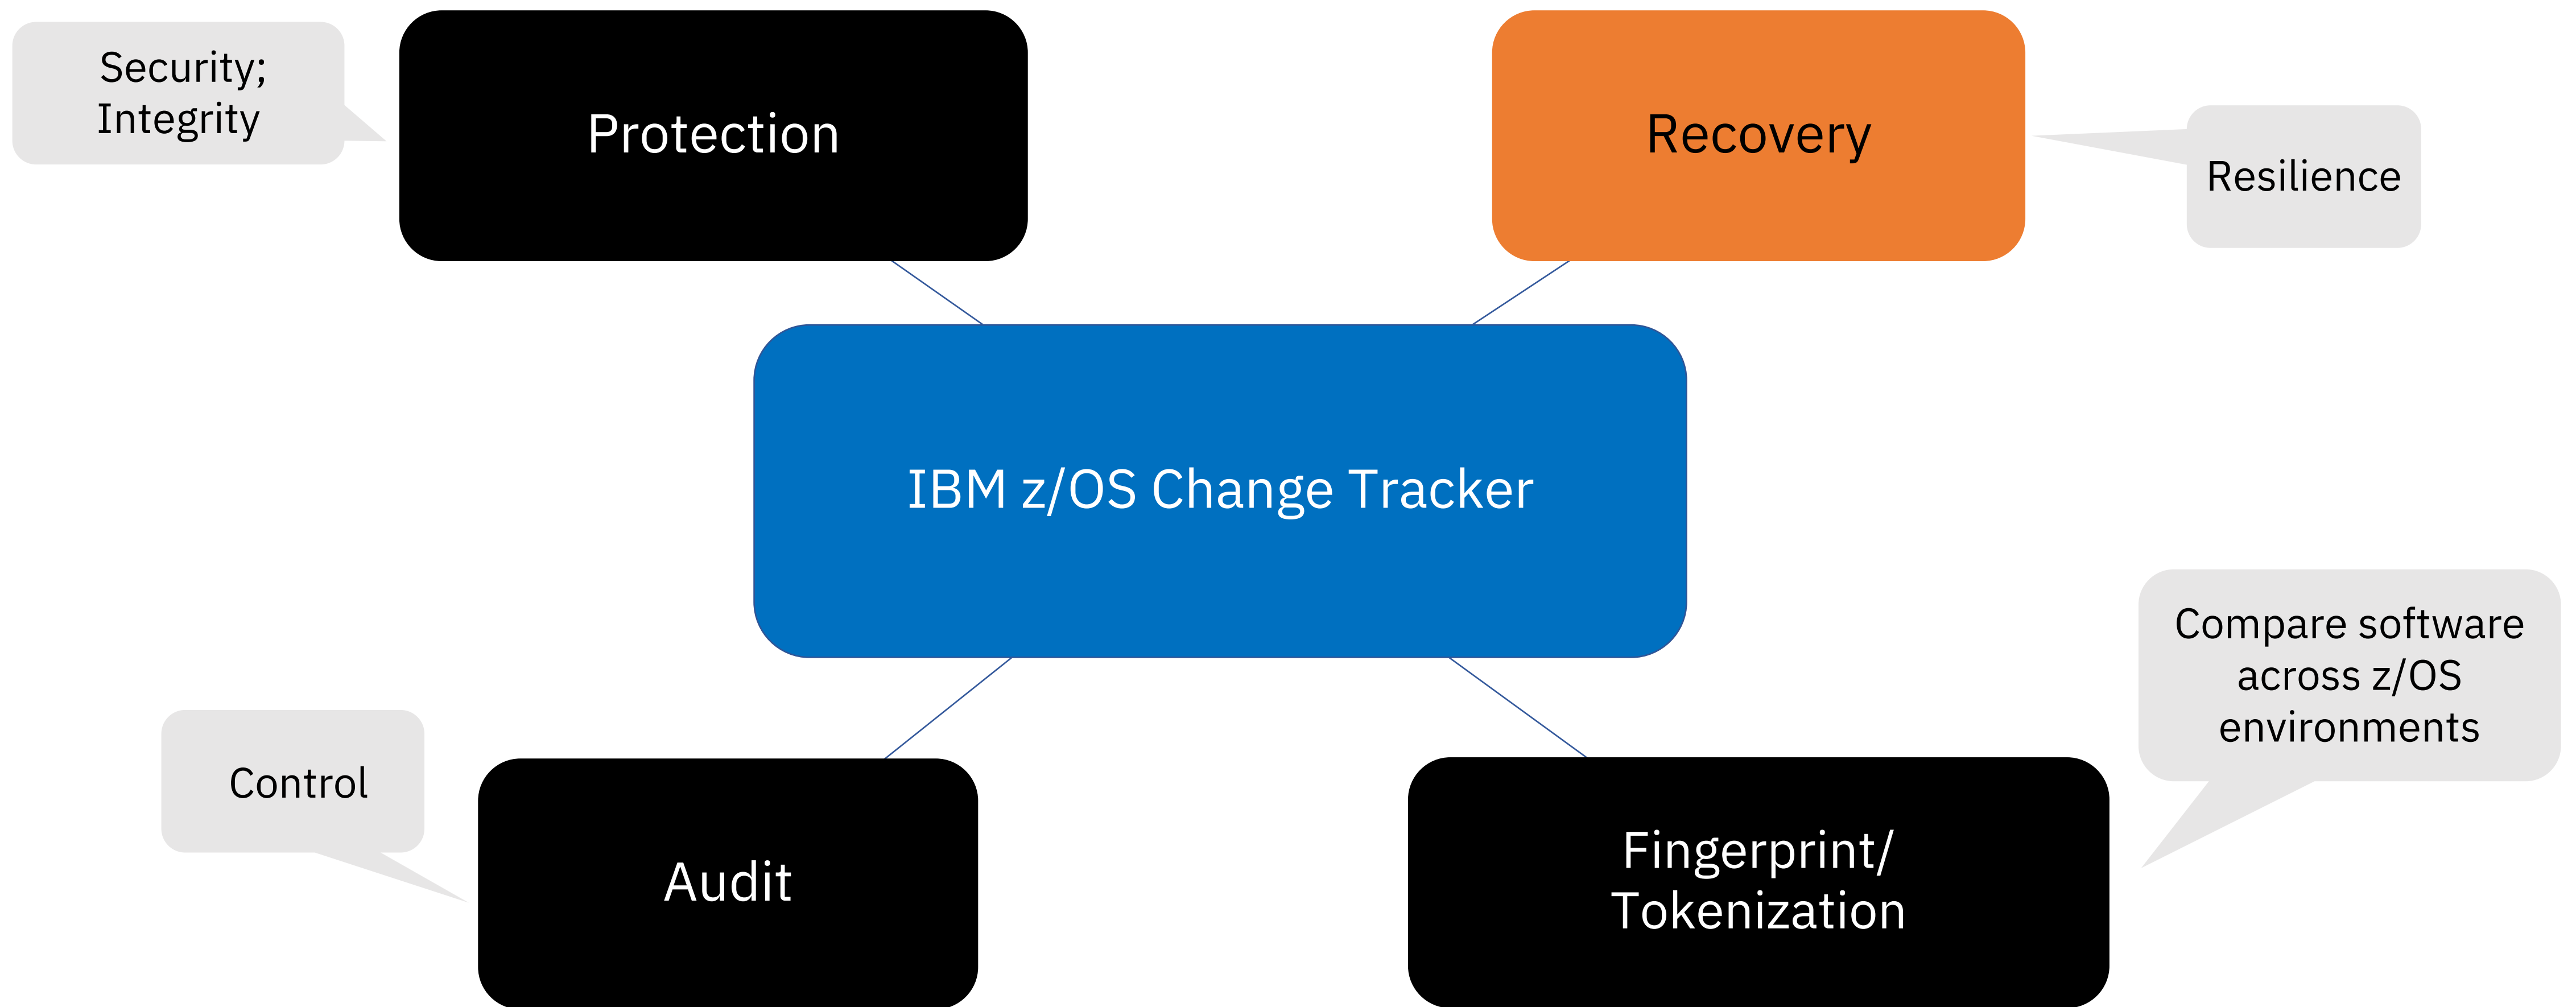 Security;
Integrity
Protection
Recovery
Resilience
IBM z/OS Change Tracker
Compare software
across z/OS
environments
Control
Audit
Fingerprint/
Tokenization